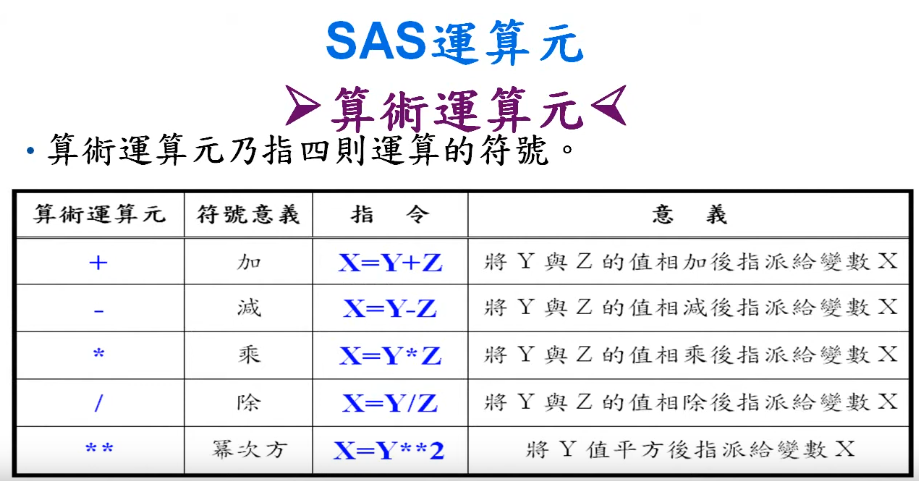 SAS運算元
➤算術運算元
• 算術運算元乃指四則運算的符號。
算術運算元 符號意義 指 令 意 義
+ 加 X=Y+Z 將 Y 與 Z 的值相加後指派給變數 X
- 減 X=Y-Z 將 Y 與 Z 的值相減後指派給變數 X
* 乘 X=Y*Z 將 Y 與 Z 的值相乘後指派給變數 X
/ 除 X=Y/Z 將 Y 與 Z 的值相除後指派給變數 X
** 冪次方 X=Y**2 將 Y 值平方後指派給變數 X